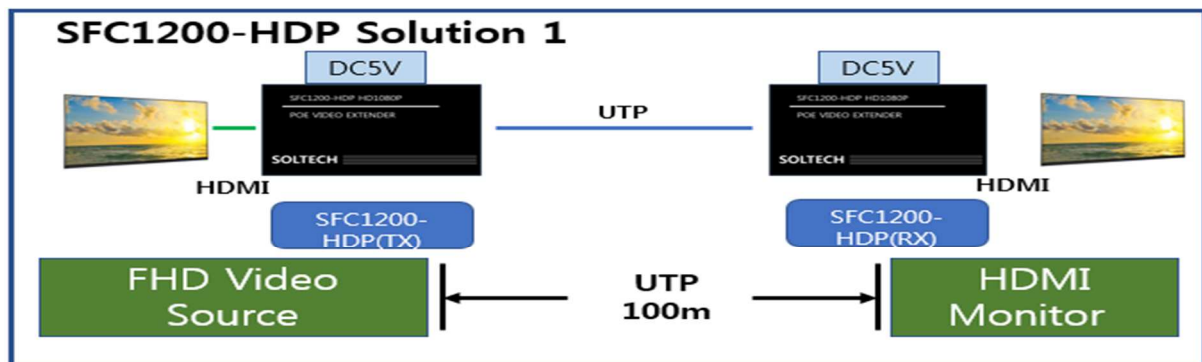 SFC1200-HDP Solution 1
DC5V
DC5V
SFC1200-HDP HD1080P
POE VIDEO EXTENDER
SOLTECH
UTP
SFC1200-HDP HD1080P
POE VIDEO EXTENDER
SOLTECH
HDMI
HDMI
SFC1200-
HDP(TX)
SFC1200-
HDP(RX)
FHD Video
Source
UTP
100m
HDMI
Monitor